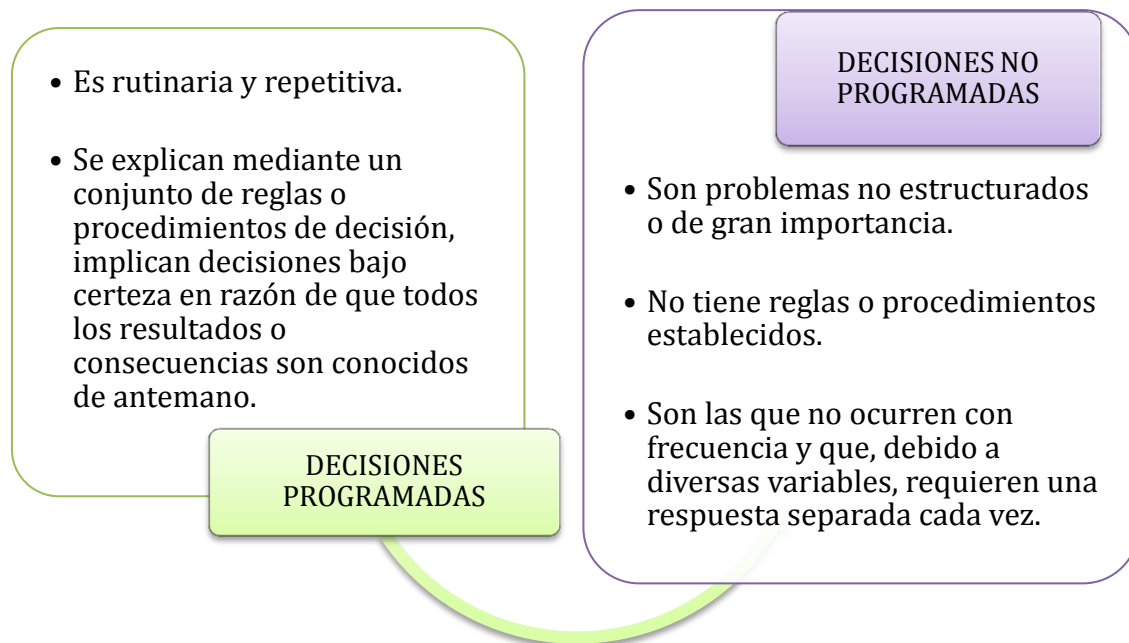 • Es rutinaria y repetitiva.
• Se explican mediante un
conjunto de reglas o
procedimientos de decisión,
implican decisiones bajo
certeza en razón de que todos
los resultados o
consecuencias son conocidos
de antemano.
DECISIONES
PROGRAMADAS
DECISIONES NO
PROGRAMADAS
• Son problemas no estructurados
o de gran importancia.
• No tiene reglas o procedimientos
establecidos.
• Son las que no ocurren con
frecuencia y que, debido a
diversas variables, requieren una
respuesta separada cada vez.